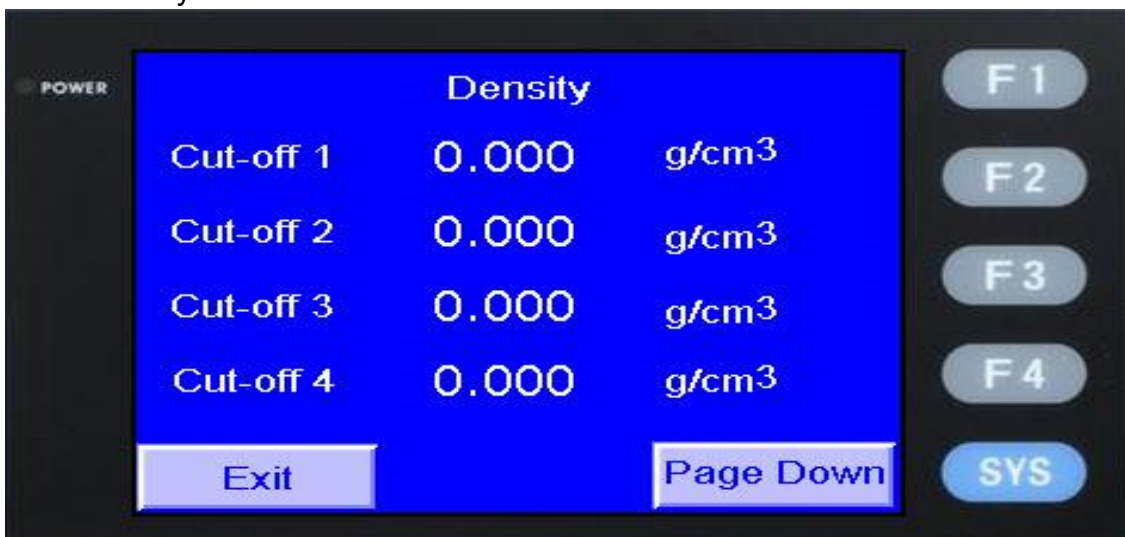 POWER
Density
F1
Cut-off 1 0.000 g/cm3
F2
Cut-off 2 0.000 g/cm3
F3
Cut-off 3 0.000 g/cm3
F4
Cut-off 4 0.000 g/cm3
Exit
Page Down
SYS